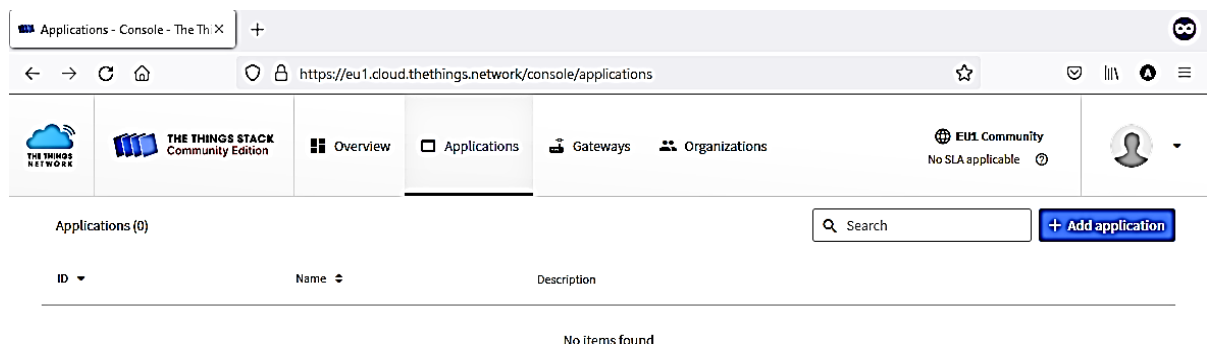 Applications - Console - The Thi
https://eu1.cloud.thethings.network/console/applications
THE THINGS NETWORK
THE THINGS STACK
Community Edition
Overview
Applications
Gateways
Organizations
EU1 Community
No SLA applicable
Applications (0)
Search
+ Add application
ID
Name
Description
No items found